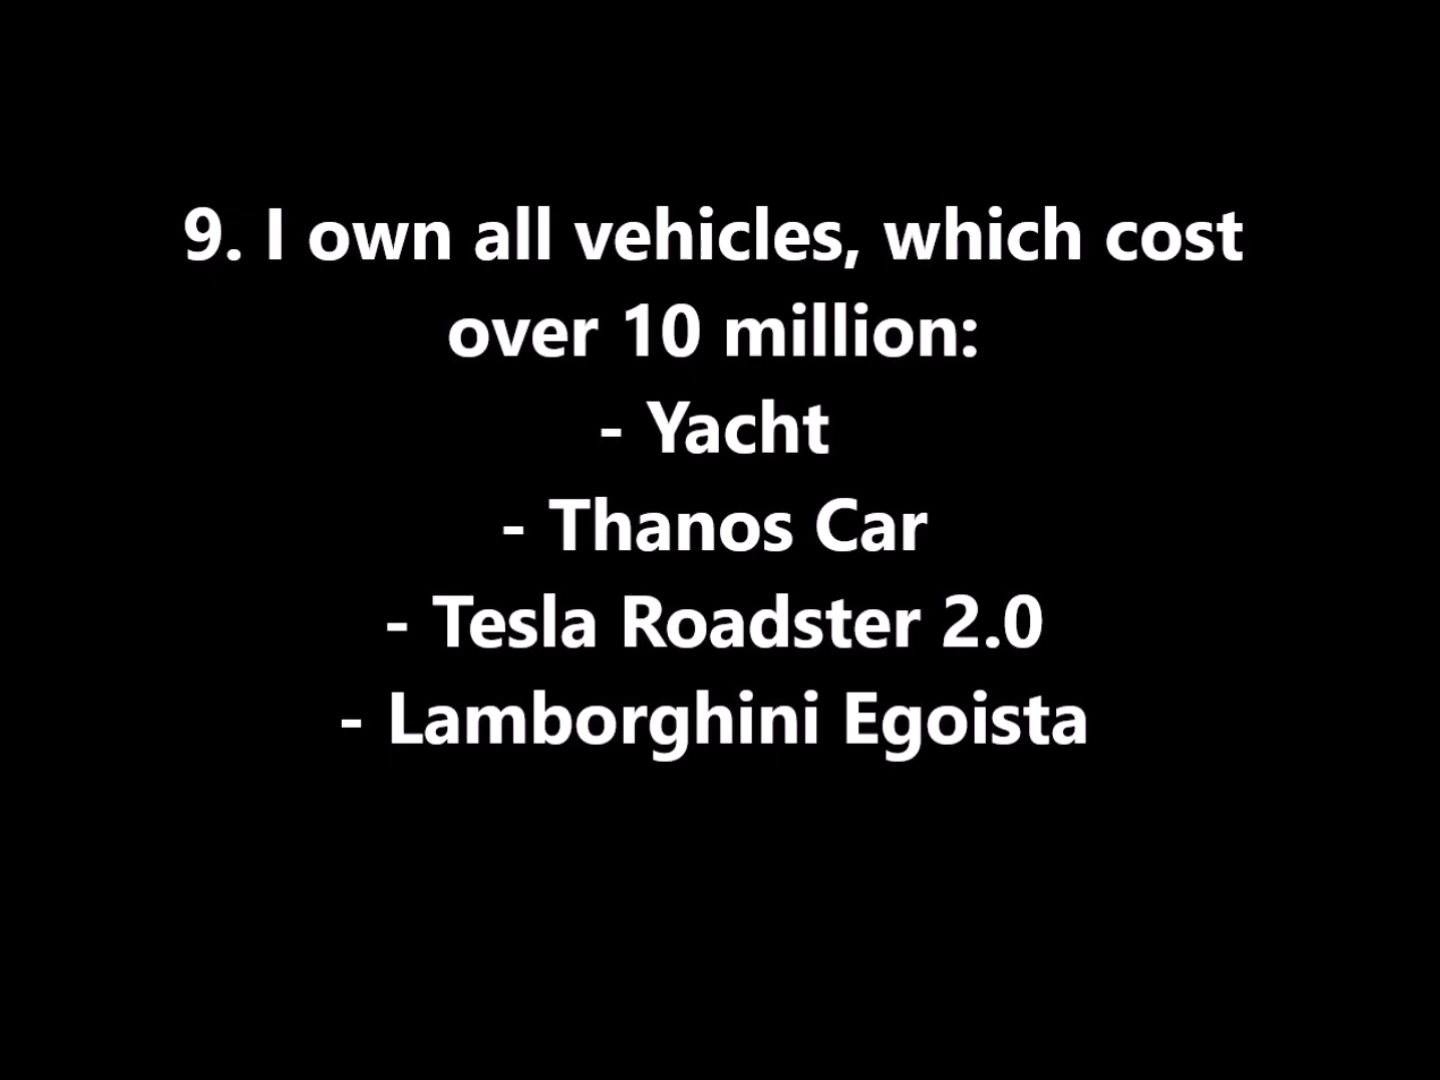 9. I own all vehicles, which cost
over 10 million:
- Yacht
- Thanos Car
- Tesla Roadster 2.0
- Lamborghini Egoista